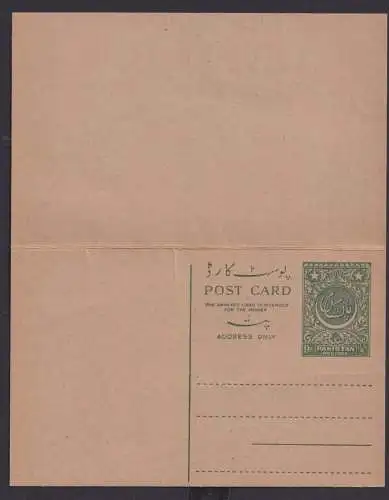 پوسٹ کارڈ
POST CARD
THE ANNEXED CARD IS INTENDED
FOR THE ANSWER
پتہ
ADDRESS ONLY
PAKISTAN